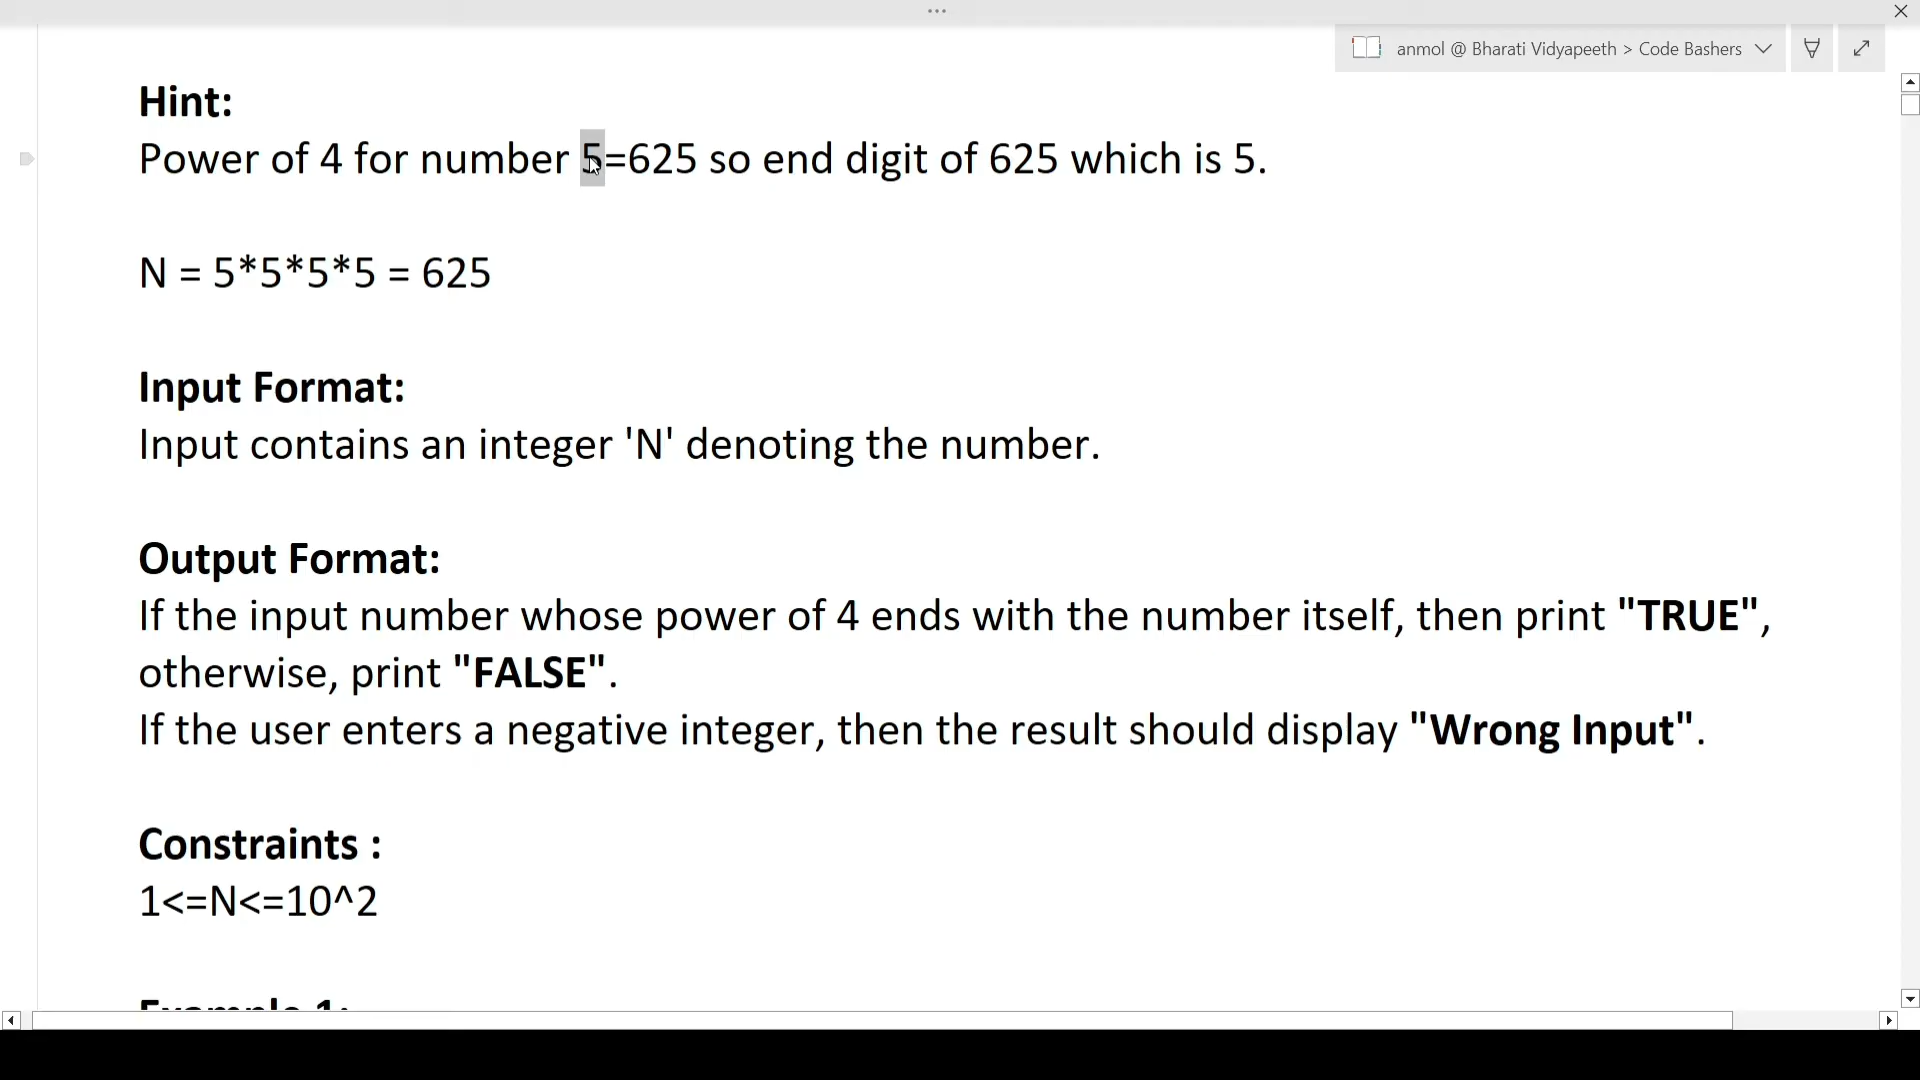 ...
anmol @ Bharati Vidyapeeth > Code Bashers
Hint:
Power of 4 for number 5=625 so end digit of 625 which is 5.
N = 5*5*5*5 = 625
Input Format:
Input contains an integer 'N' denoting the number.
Output Format:
If the input number whose power of 4 ends with the number itself, then print "TRUE",
otherwise, print "FALSE".
If the user enters a negative integer, then the result should display "Wrong Input".
Constraints :
1<=N<=10^2
Example 1: